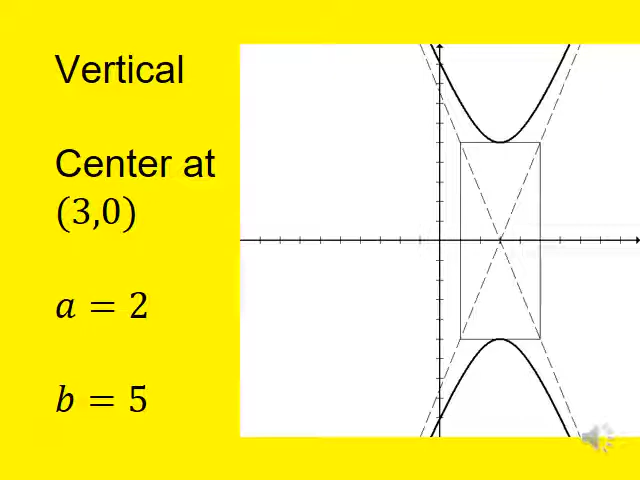 Vertical
Center at
(3,0)
a = 2
b = 5